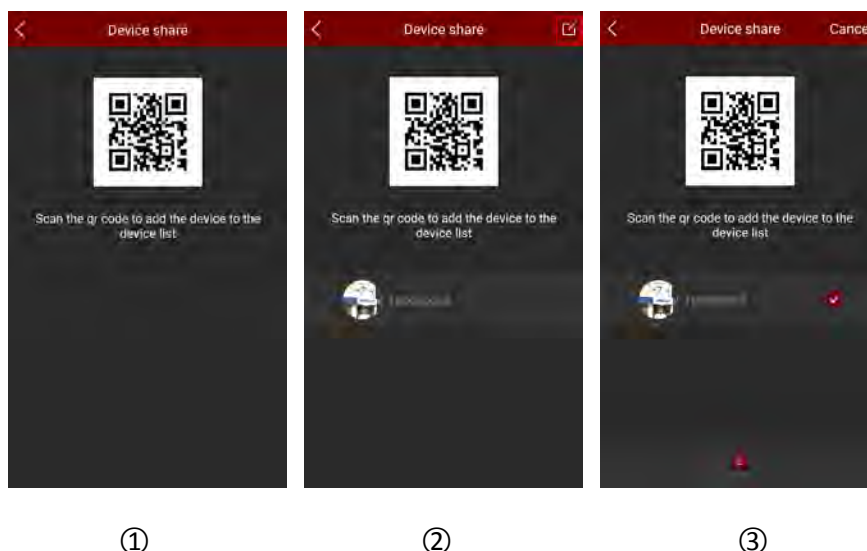 Device share
Scan the qr code to add the device to the
device list
Device share
Scan the qr code to add the device to the
device list
Device share
Cance
Scan the qr code to add the device to the
device list
①
②
③